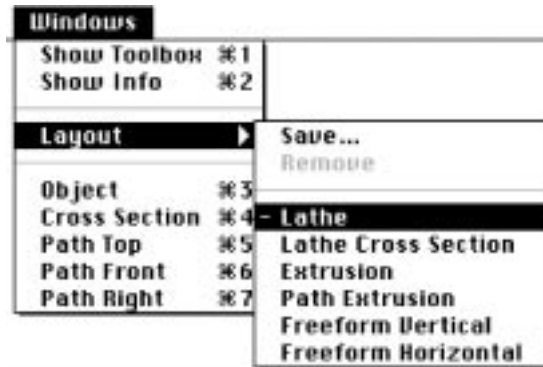 Windows
Show Toolbox ⌘1
Show Info ⌘2
Layout ▶
Object ⌘3
Cross Section ⌘4
Path Top ⌘5
Path Front ⌘6
Path Right ⌘7
Save...
Remove
- Lathe
Lathe Cross Section
Extrusion
Path Extrusion
Freeform Vertical
Freeform Horizontal